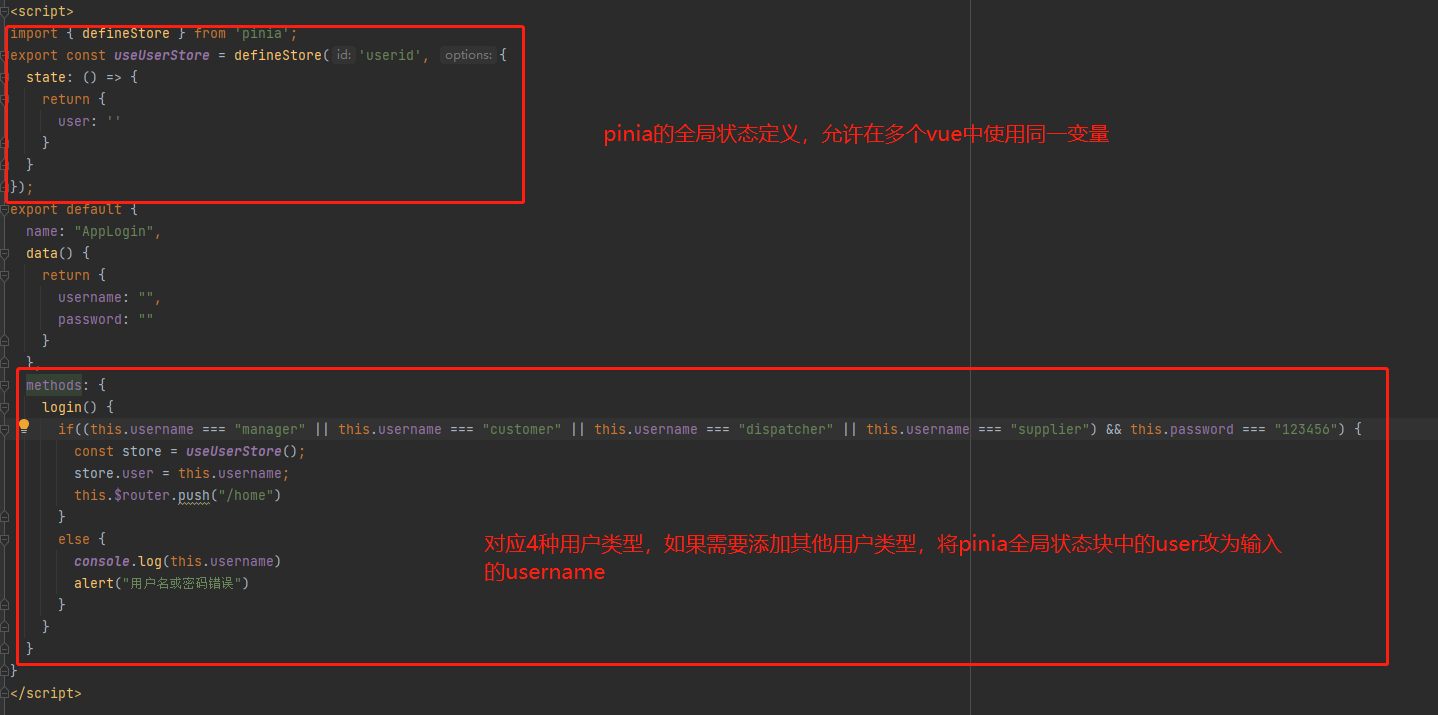 <script>
import { defineStore } from 'pinia';
export const useUserStore = defineStore( id: 'userid', options: {
  state: () => {
    return {
      user: ''
    }
  }
});
pinia的全局状态定义，允许在多个vue中使用同一变量
export default {
  name: "AppLogin",
  data() {
    return {
      username: "",
      password: ""
    }
  },
  methods: {
    login() {
      if((this.username === "manager" || this.username === "customer" || this.username === "dispatcher" || this.username === "supplier") && this.password === "123456") {
        const store = useUserStore();
        store.user = this.username;
        this.$router.push("/home")
      }
      else {
        console.log(this.username)
        alert("用户名或密码错误")
      }
    }
  }
}
对应4种用户类型，如果需要添加其他用户类型，将pinia全局状态块中的user改为输入
的username
</script>